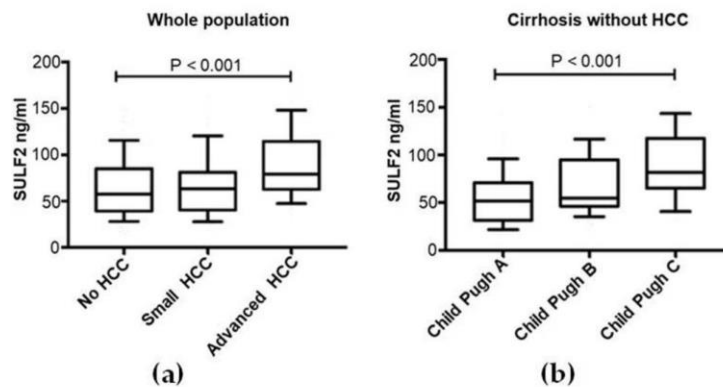 Whole population
P < 0.001
SULF2 ng/ml
200
150
100
50
0
No HCC
Small HCC
Advanced HCC
(a)
Cirrhosis without HCC
P < 0.001
SULF2 ng/ml
200
150
100
50
0
Child Pugh A
Child Pugh B
Child Pugh C
(b)